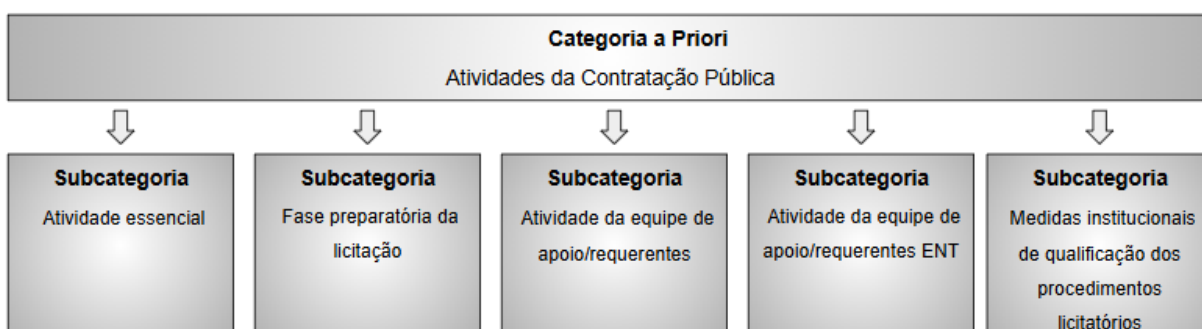 Categoria a Priori
Atividades da Contratação Pública
Subcategoria
Atividade essencial
Subcategoria
Fase preparatória da
licitação
Subcategoria
Atividade da equipe de
apoio/requerentes
Subcategoria
Atividade da equipe de
apoio/requerentes ENT
Subcategoria
Medidas institucionais
de qualificação dos
procedimentos
licitatórios